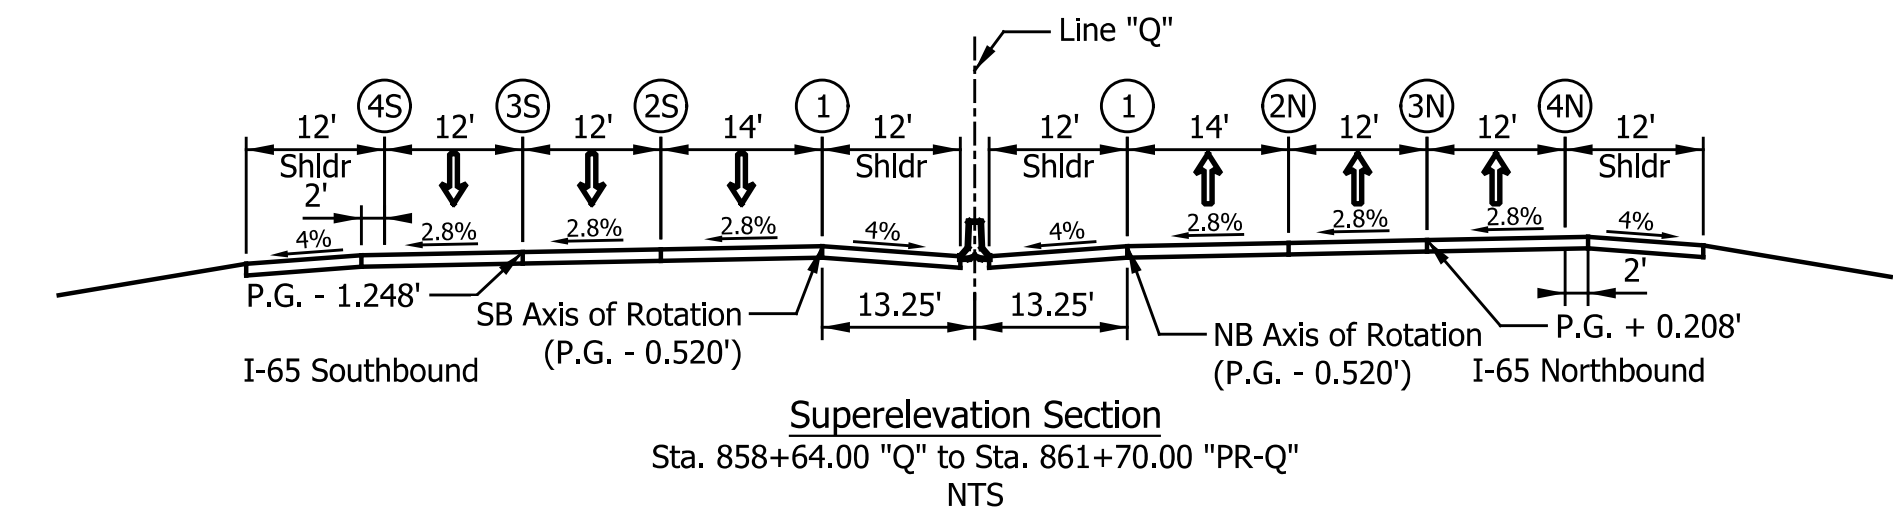 Line "Q"
4S 3S 2S 1 1 2N 3N 4N
12' 12' 12' 14' 12' 12' 14' 12' 12' 12'
Shldr Shldr Shldr Shldr
2'
4% 2.8% 2.8% 2.8% 4% 4% 2.8% 2.8% 2.8% 4%
2'
P.G. - 1.248'
13.25' 13.25'
SB Axis of Rotation
(P.G. - 0.520')
NB Axis of Rotation
(P.G. - 0.520')
P.G. + 0.208'
I-65 Southbound
I-65 Northbound
Superelevation Section
Sta. 858+64.00 "Q" to Sta. 861+70.00 "PR-Q"
NTS